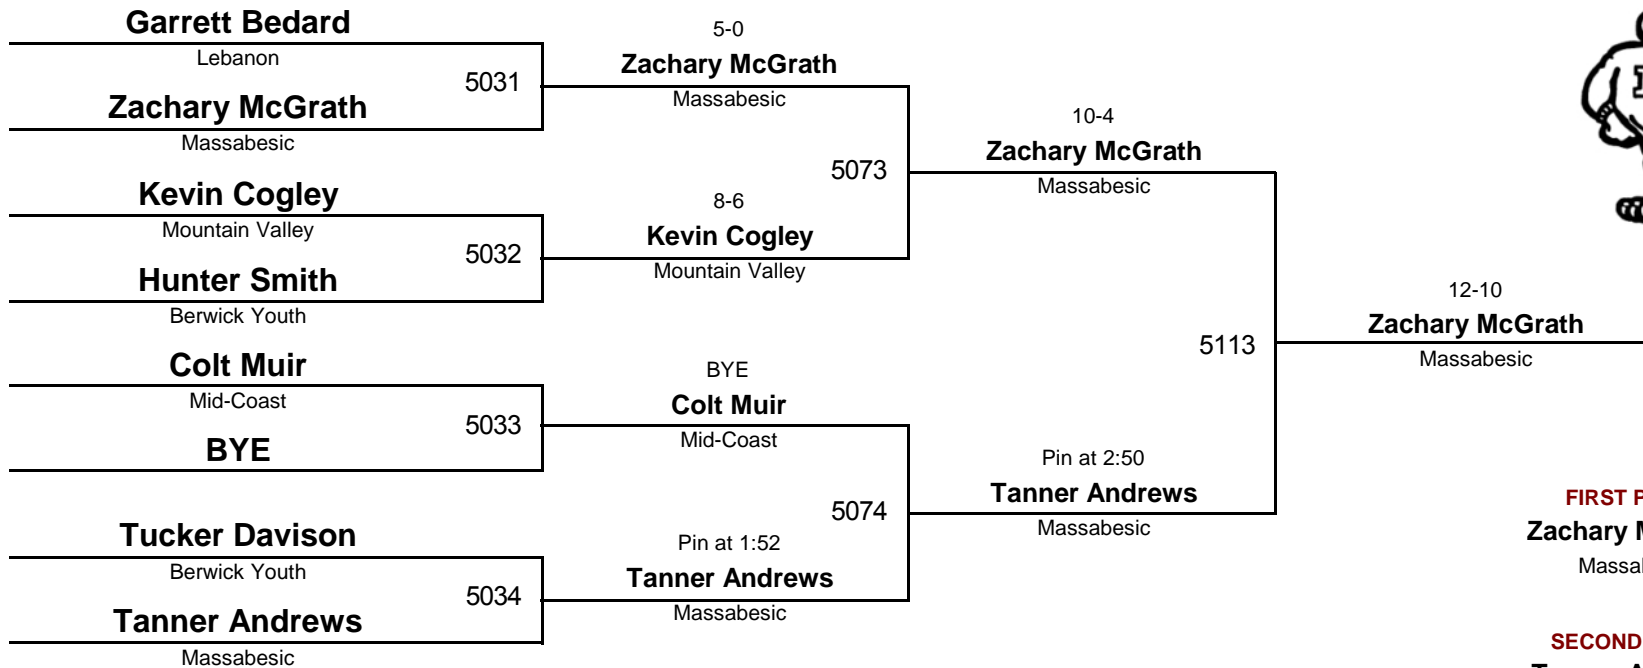 Garrett Bedard
Lebanon
5031
Zachary McGrath
Massabesic
Kevin Cogley
Mountain Valley
5032
Hunter Smith
Berwick Youth
Colt Muir
Mid-Coast
5033
BYE
Tucker Davison
Berwick Youth
5034
Tanner Andrews
Massabesic
5-0
Zachary McGrath
Massabesic
5073
8-6
Kevin Cogley
Mountain Valley
BYE
Colt Muir
Mid-Coast
5074
Pin at 1:52
Tanner Andrews
Massabesic
10-4
Zachary McGrath
Massabesic
5113
Pin at 2:50
Tanner Andrews
Massabesic
12-10
Zachary McGrath
Massabesic
FIRST
Zachary
SECOND